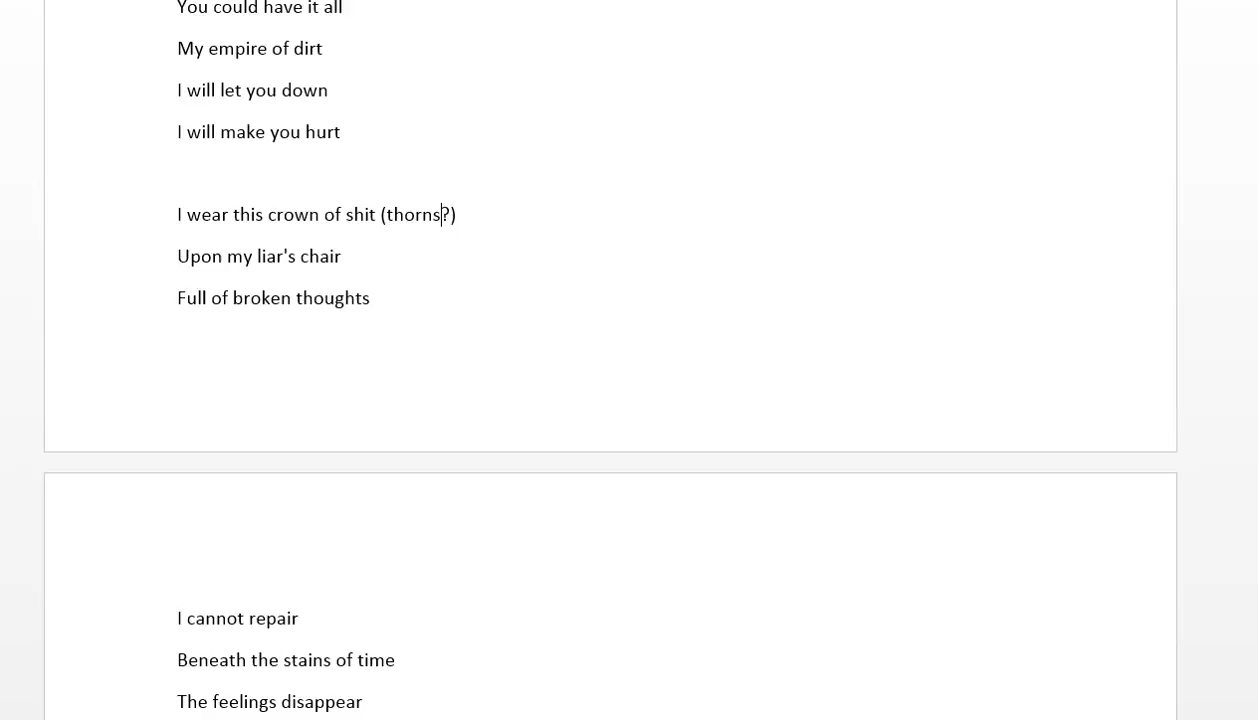 You could have it all
My empire of dirt
I will let you down
I will make you hurt
I wear this crown of shit (thorns?)
Upon my liar's chair
Full of broken thoughts
I cannot repair
Beneath the stains of time
The feelings disappear